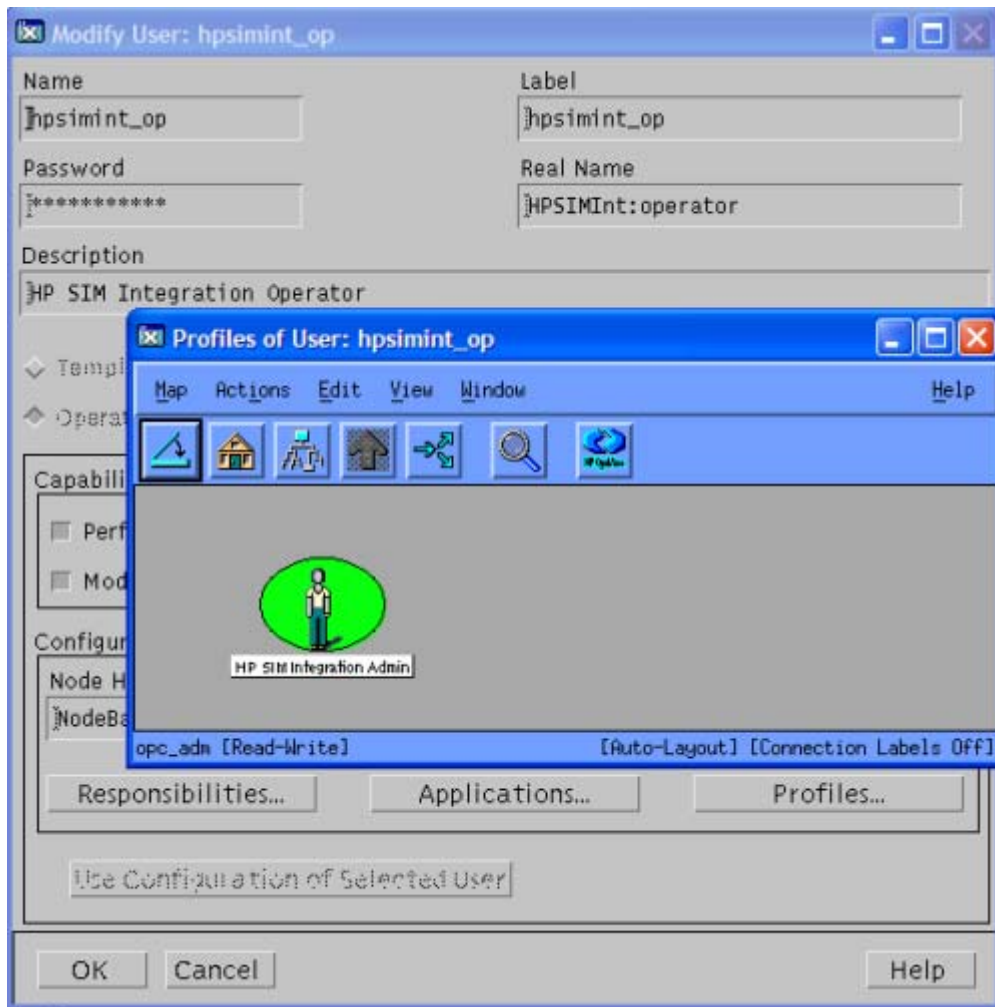 Modify User: hpsimint_op
Name
Label
hpsimint_op
hpsimint_op
Password
Real Name
***********
HPSIMInt:operator
Description
HP SIM Integration Operator
Profiles of User: hpsimint_op
Templ
Map Actions Edit View Window Help
Operat
Capabili
Perf
Mod
HP SIM Integration Admin
Configur
Node H
NodeBa
opc_adm [Read-Write] [Auto-Layout] [Connection Labels Off]
Responsibilities... Applications... Profiles...
Use Configuration of Selected User
OK Cancel Help